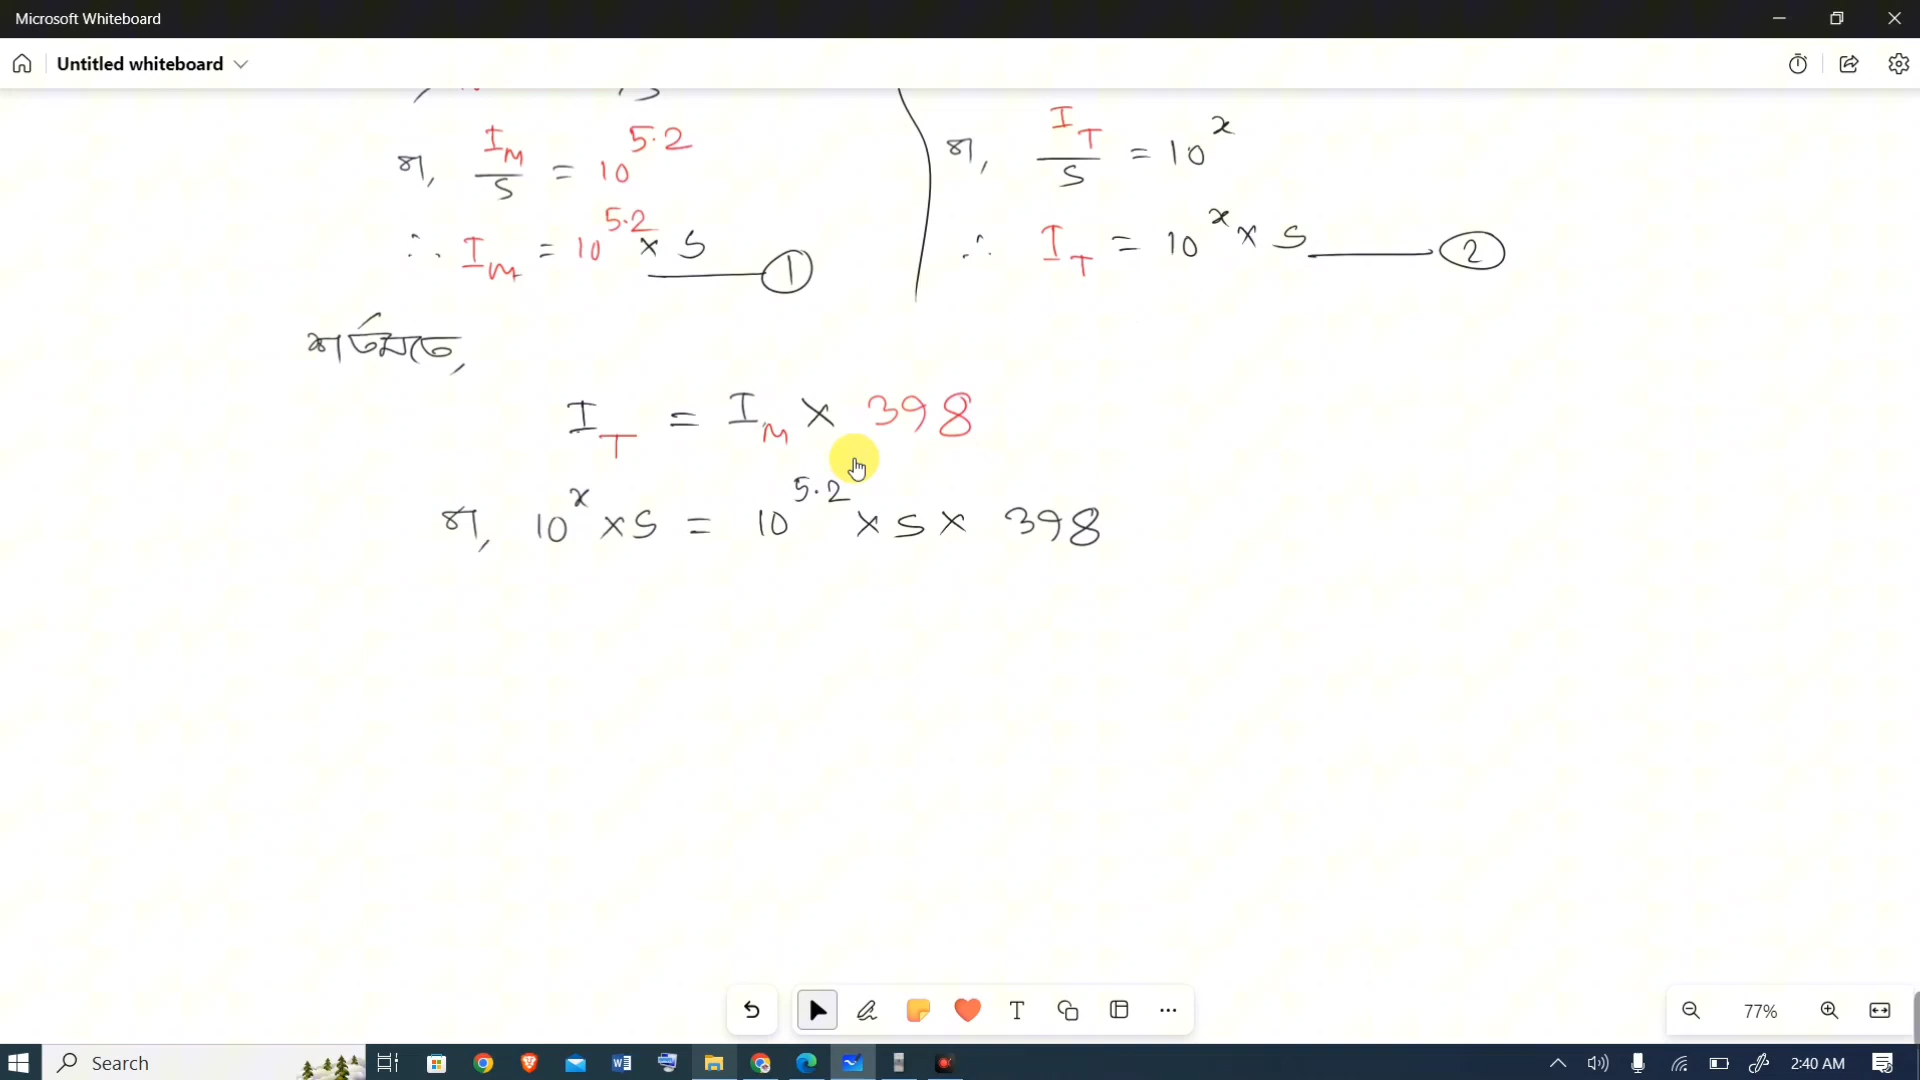 Microsoft Whiteboard
Untitled whiteboard
বা, I_M/S = 10^5.2
∴ I_M = 10^5.2 × S ——— ①
বা, I_T/S = 10^x
∴ I_T = 10^x × S ——— ②
শর্তমতে,
I_T = I_M × 398
বা, 10^x × S = 10^5.2 × S × 398
77%
Search
2:40 AM